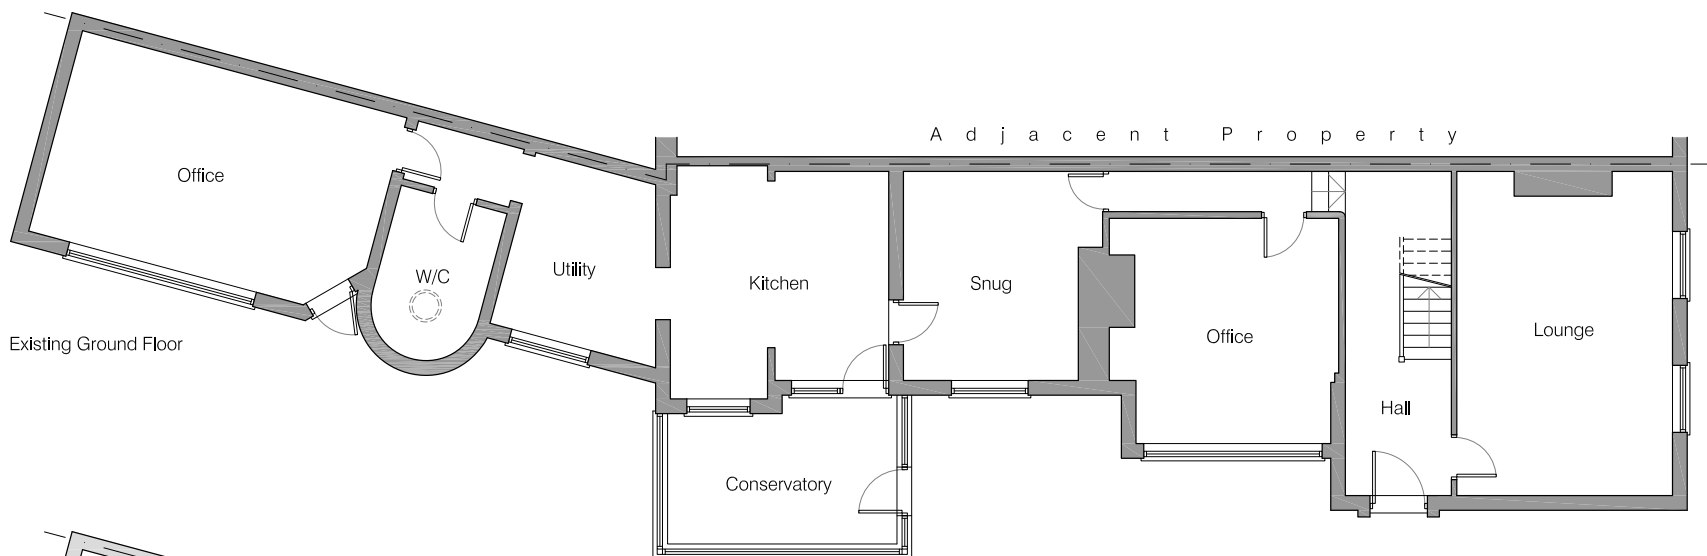 Adjacent Property
Office
W/C
Utility
Kitchen
Snug
Office
Lounge
Existing Ground Floor
Hall
Conservatory